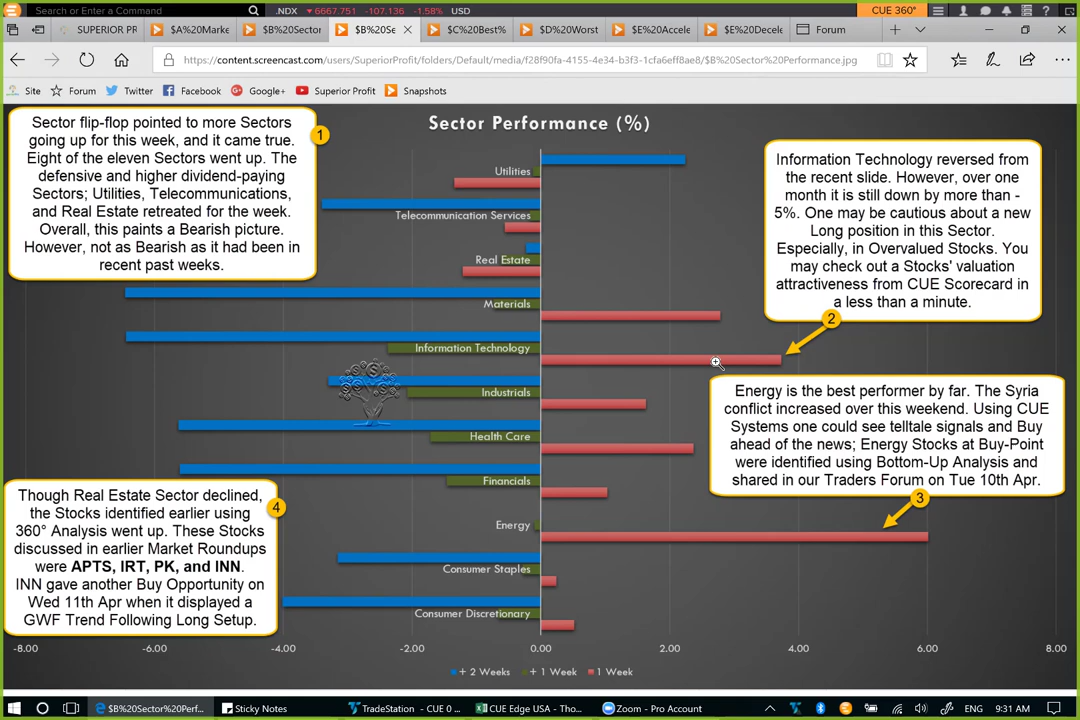 Search or Enter a Command
.NDX
6667.751
-107.136
-1.58%
USD
CUE 360°
SUPERIOR PR
$A%20Marke
$B%20Sector
$B%20Se
$C%20Best%
$D%20Worst
$E%20Accele
$E%20Decele
Forum
https://content.screencast.com/users/SuperiorProfit/folders/Default/media/f28f90fa-4155-4e34-b3f3-1cfa6eff8ae8/$B%20Sector%20Performance.jpg
Site
Forum
Twitter
Facebook
Google+
Superior Profit
Snapshots
Sector Performance (%)
Sector flip-flop pointed to more Sectors
going up for this week, and it came true.
Eight of the eleven Sectors went up. The
defensive and higher dividend-paying
Sectors; Utilities, Telecommunications,
and Real Estate retreated for the week.
Overall, this paints a Bearish picture.
However, not as Bearish as it had been in
recent past weeks.
1
Information Technology reversed from
the recent slide. However, over one
month it is still down by more than -
5%. One may be cautious about a new
Long position in this Sector.
Especially, in Overvalued Stocks. You
may check out a Stocks' valuation
attractiveness from CUE Scorecard in
a less than a minute.
2
Utilities
Telecommunication Services
Real Estate
Materials
Information Technology
Industrials
Health Care
Financials
Energy
Consumer Staples
Consumer Discretionary
Energy is the best performer by far. The Syria
conflict increased over this weekend. Using CUE
Systems one could see telltale signals and Buy
ahead of the news; Energy Stocks at Buy-Point
were identified using Bottom-Up Analysis and
shared in our Traders Forum on Tue 10th Apr.
3
Though Real Estate Sector declined,
the Stocks identified earlier using
360° Analysis went up. These Stocks
discussed in earlier Market Roundups
were APTS, IRT, PK, and INN.
INN gave another Buy Opportunity on
Wed 11th Apr when it displayed a
GWF Trend Following Long Setup.
4
-8.00
-6.00
-4.00
-2.00
0.00
2.00
4.00
6.00
8.00
+ 2 Weeks
+ 1 Week
1 Week
$B%20Sector%20Perf...
Sticky Notes
TradeStation - CUE 0 ...
CUE Edge USA - Tho...
Zoom - Pro Account
ENG
9:31 AM